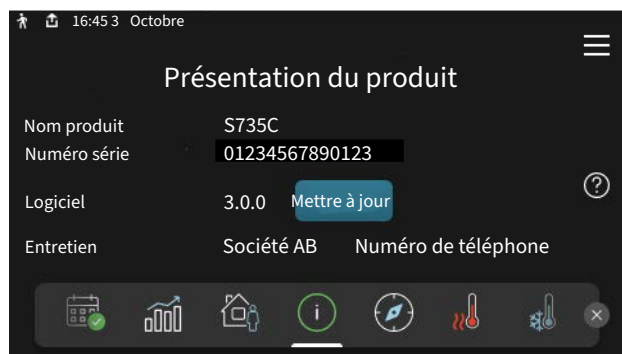 16:45 3 Octobre
Présentation du produit
Nom produit S735C
Numéro série 01234567890123
Logiciel 3.0.0 Mettre à jour
Entretien Société AB Numéro de téléphone